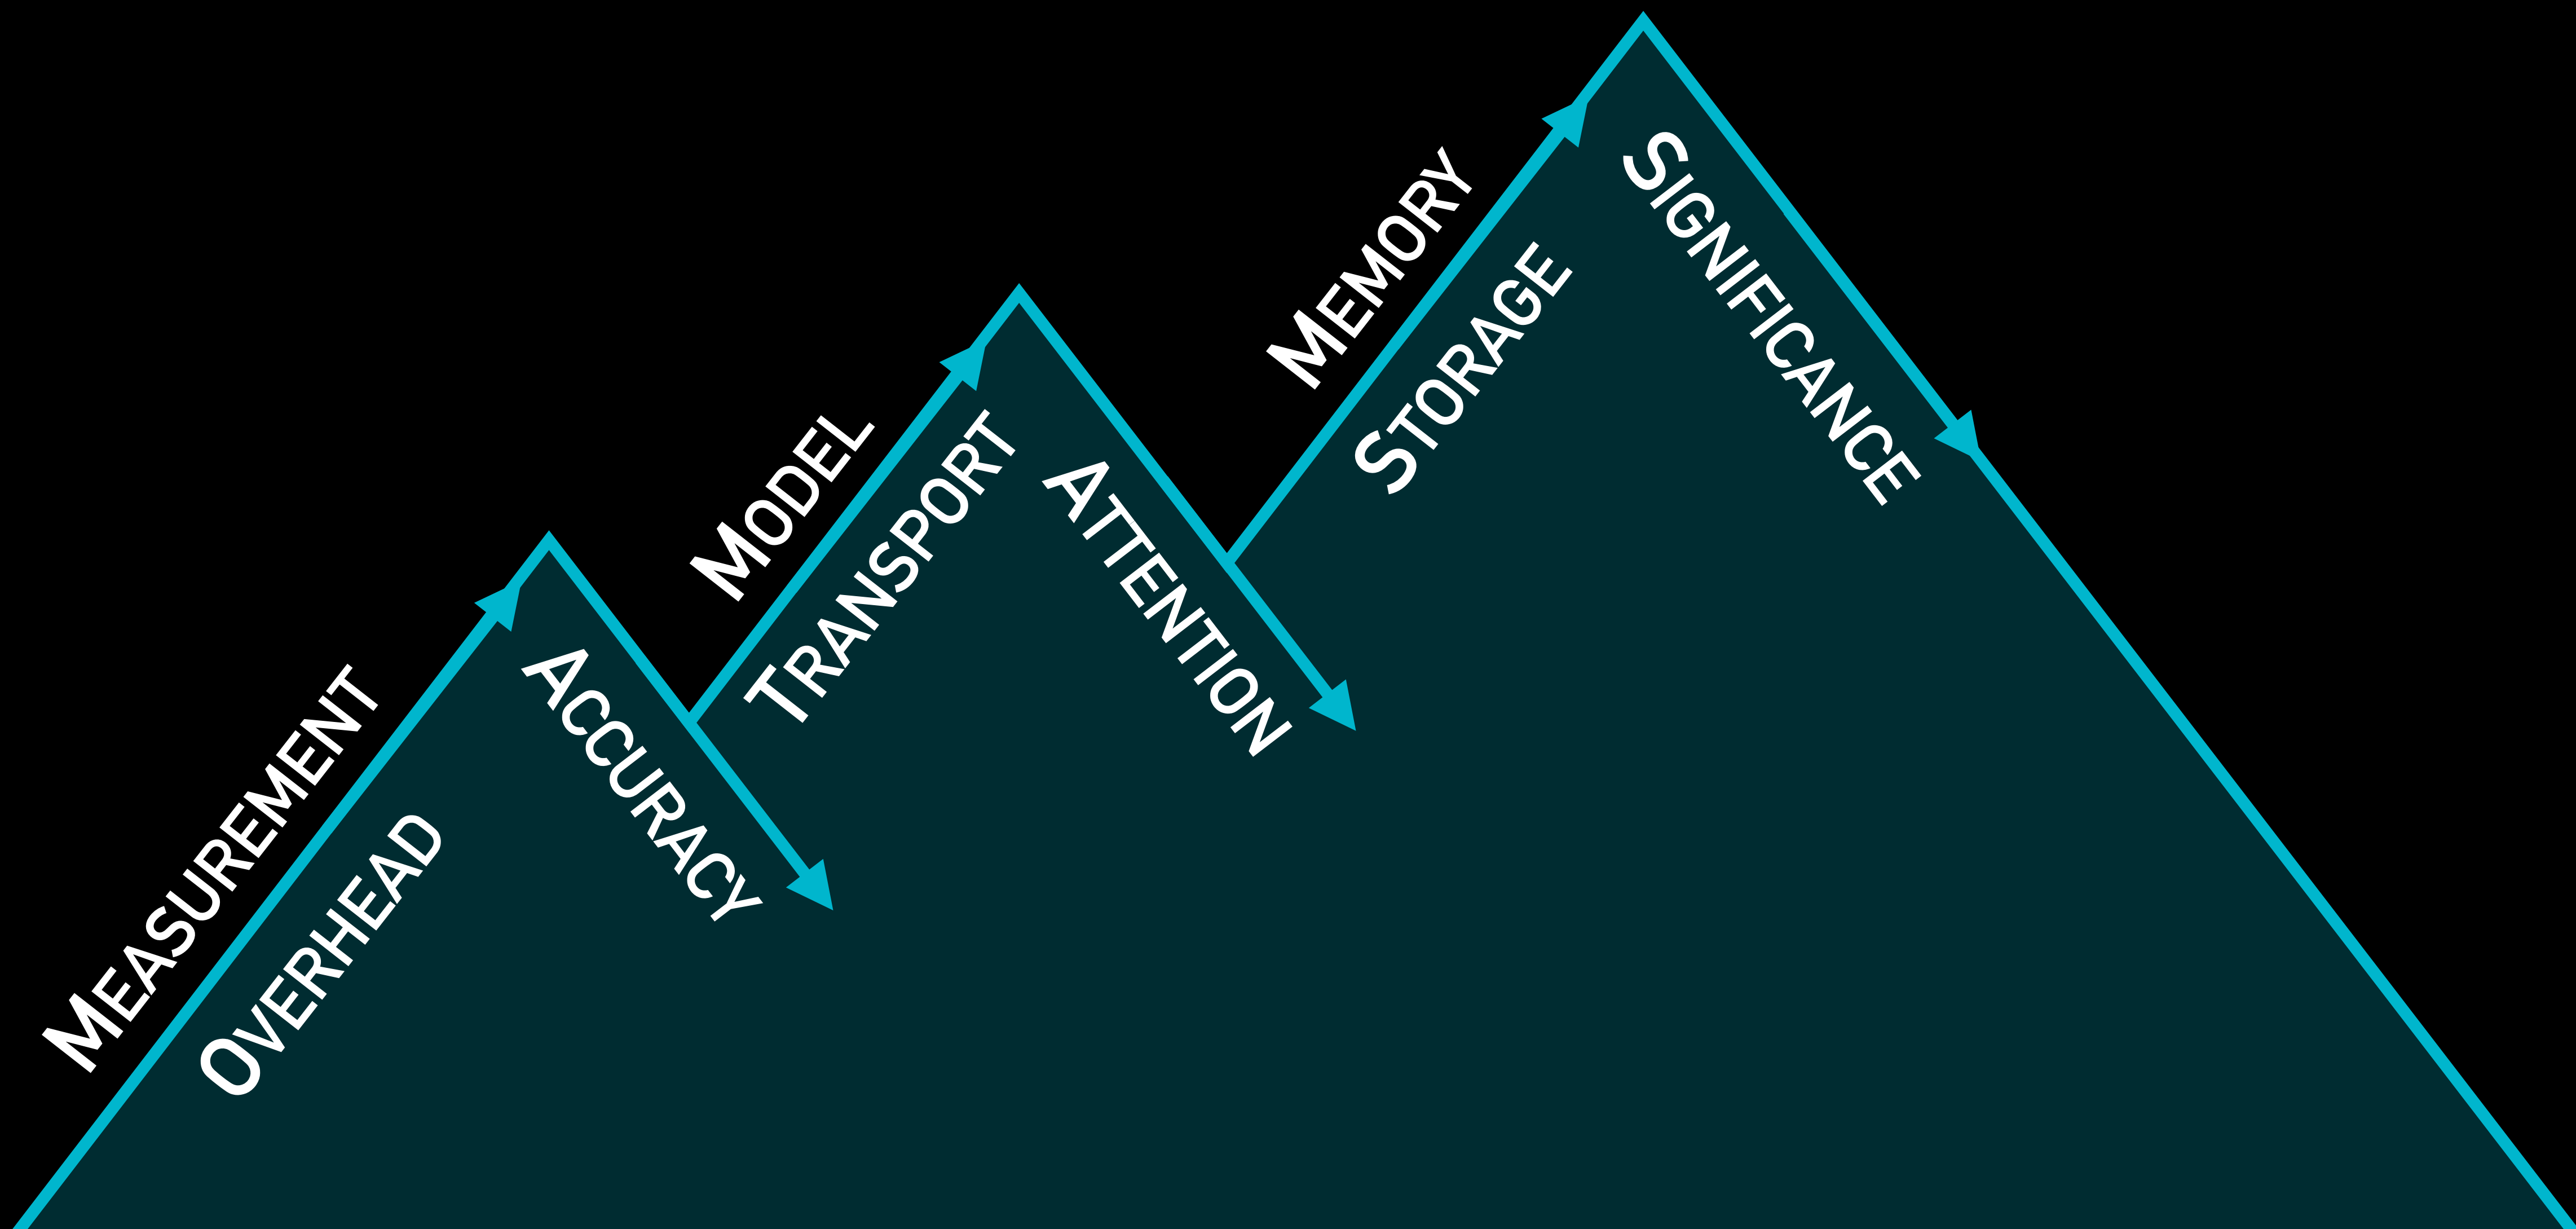 MEASUREMENT
OVERHEAD
ACCURACY
MODEL
TRANSPORT
ATTENTION
MEMORY
STORAGE
SIGNIFICANCE